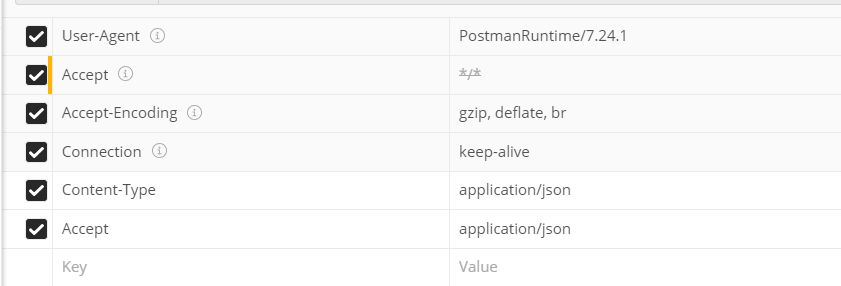 User-Agent PostmanRuntime/7.24.1
Accept */*
Accept-Encoding gzip, deflate, br
Connection keep-alive
Content-Type application/json
Accept application/json
Key Value